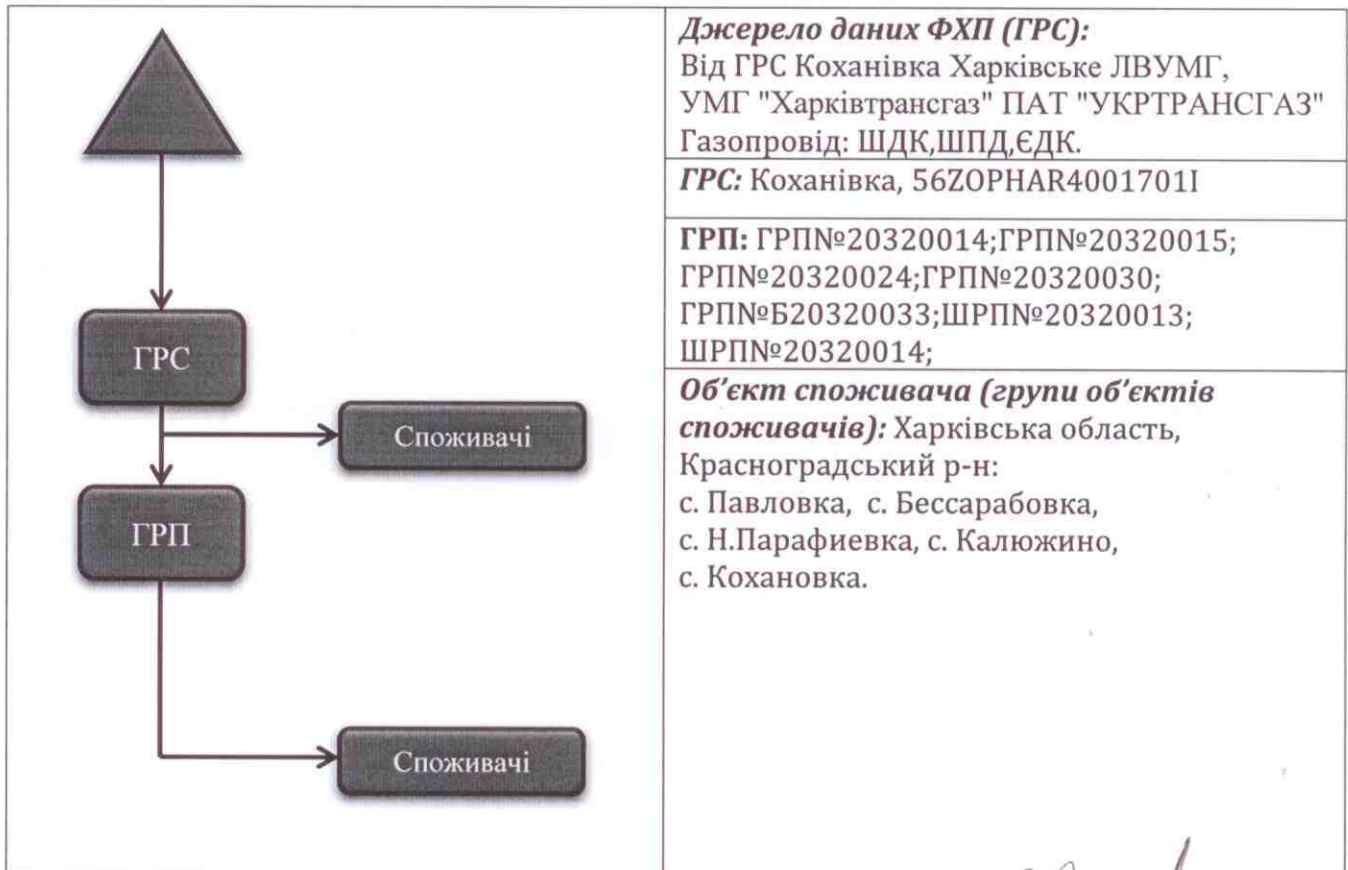 ГРС
Споживачі
ГРП
Споживачі
Джерело даних ФХП (ГРС):
Від ГРС Коханівка Харківське ЛВУМГ,
УМГ "Харківтрансгаз" ПАТ "УКРТРАНСГАЗ"
Газопровід: ШДК,ШПД,ЄДК.
ГРС: Коханівка, 56ZOPHAR4001701I
ГРП: ГРП№20320014;ГРП№20320015;
ГРП№20320024;ГРП№20320030;
ГРП№Б20320033;ШРП№20320013;
ШРП№20320014;
Об'єкт споживача (групи об'єктів
споживачів): Харківська область,
Красноградський р-н:
с. Павловка, с. Бессарабовка,
с. Н.Парафиевка, с. Калюжино,
с. Кохановка.